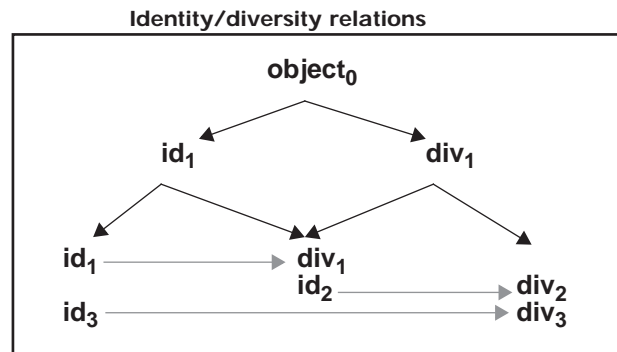 Identity/diversity relations
object₀
id₁ div₁
id₁ div₁
id₂ div₂
id₃ div₃